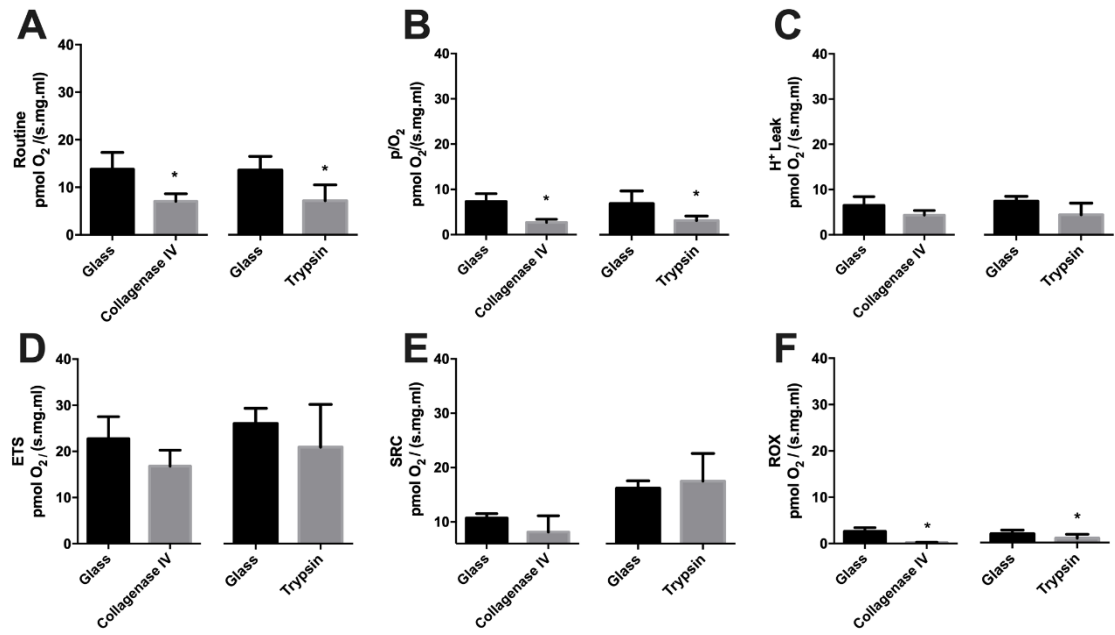 A
Routine
pmol O2 /(s.mg.ml)
40
30
20
10
0
Glass
Collagenase IV
Glass
Trypsin
*
*
B
p/O2
pmol O2/(s.mg.ml)
40
30
20
10
0
Glass
Collagenase IV
Glass
Trypsin
*
*
C
H+ Leak
pmol O2 / (s.mg.ml)
40
30
20
10
0
Glass
Collagenase IV
Glass
Trypsin
D
ETS
pmol O2 / (s.mg.ml)
40
30
20
10
0
Glass
Collagenase IV
Glass
Trypsin
E
SRC
pmol O2 / (s.mg.ml)
40
30
20
10
Glass
Collagenase IV
Glass
Trypsin
F
ROX
pmol O2 / (s.mg.ml)
40
30
20
10
0
Glass
Collagenase IV
Glass
Trypsin
*
*